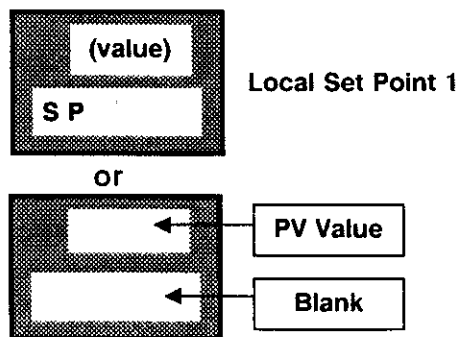 (value)
S P
Local Set Point 1
or
PV Value
Blank